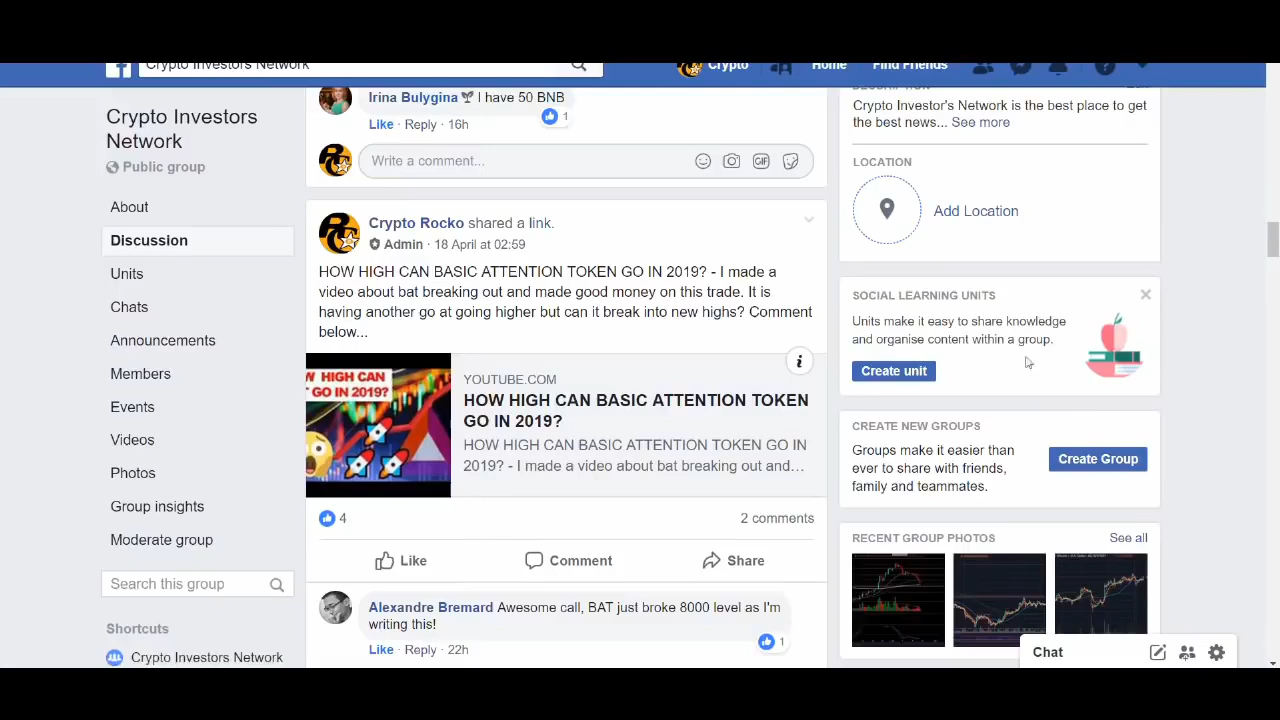 Crypto Investors Network
Crypto
Home
Find Friends
Crypto Investors
Network
Public group
About
Discussion
Units
Chats
Announcements
Members
Events
Videos
Photos
Group insights
Moderate group
Search this group
Shortcuts
Crypto Investors Network
Irina Bulygina I have 50 BNB
1
Like · Reply · 16h
Write a comment...
GIF
Crypto Rocko shared a link.
Admin · 18 April at 02:59
HOW HIGH CAN BASIC ATTENTION TOKEN GO IN 2019? - I made a
video about bat breaking out and made good money on this trade. It is
having another go at going higher but can it break into new highs? Comment
below...
W HIGH CAN
GO IN 2019?
YOUTUBE.COM
HOW HIGH CAN BASIC ATTENTION TOKEN
GO IN 2019?
HOW HIGH CAN BASIC ATTENTION TOKEN GO IN
2019? - I made a video about bat breaking out and...
4
2 comments
Like
Comment
Share
Alexandre Bremard Awesome call, BAT just broke 8000 level as I'm
writing this!
1
Like · Reply · 22h
DESCRIPTION
Crypto Investor's Network is the best place to get
the best news... See more
LOCATION
Add Location
SOCIAL LEARNING UNITS
Units make it easy to share knowledge
and organise content within a group.
Create unit
CREATE NEW GROUPS
Groups make it easier than
ever to share with friends,
family and teammates.
Create Group
RECENT GROUP PHOTOS
See all
Chat